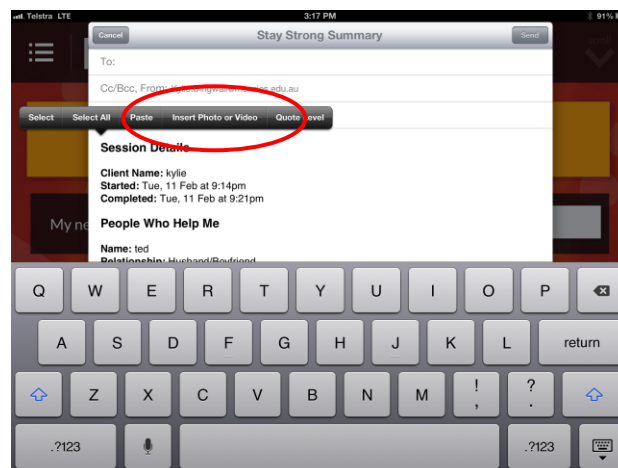 Telstra LTE 3:17 PM 91%
Cancel Stay Strong Summary Send
To:
Cc/Bcc, From: edu.au
Select Select All Paste Insert Photo or Video Quote Level
Session Details
Client Name: kylie
Started: Tue, 11 Feb at 9:14pm
Completed: Tue, 11 Feb at 9:21pm
My ne People Who Help Me
Name: ted
Relationship: Husband/Boyfriend
Q W E R T Y U I O P
A S D F G H J K L return
Z X C V B N M ! , ? .
.?123 .?123